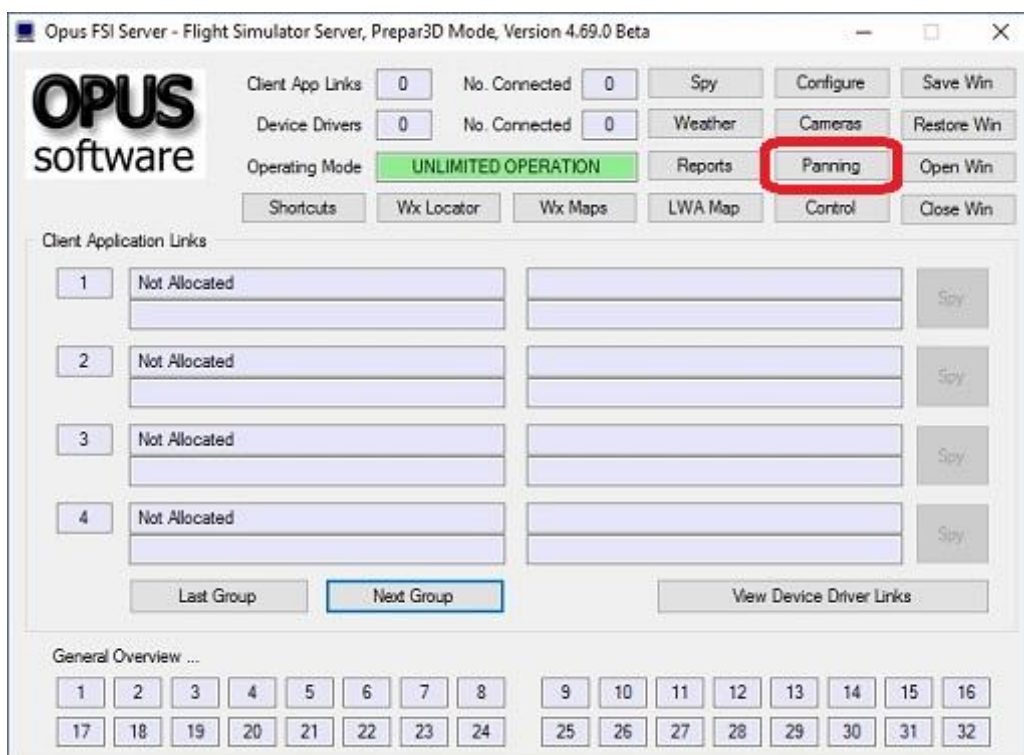 Opus FSI Server - Flight Simulator Server, Prepar3D Mode, Version 4.69.0 Beta
OPUS
software
Client App Links 0 No. Connected 0 Spy Configure Save Win
Device Drivers 0 No. Connected 0 Weather Cameras Restore Win
Operating Mode UNLIMITED OPERATION Reports Panning Open Win
Shortcuts Wx Locator Wx Maps LWA Map Control Close Win
Client Application Links
1 Not Allocated Spy
2 Not Allocated Spy
3 Not Allocated Spy
4 Not Allocated Spy
Last Group Next Group View Device Driver Links
General Overview ...
1 2 3 4 5 6 7 8 9 10 11 12 13 14 15 16
17 18 19 20 21 22 23 24 25 26 27 28 29 30 31 32